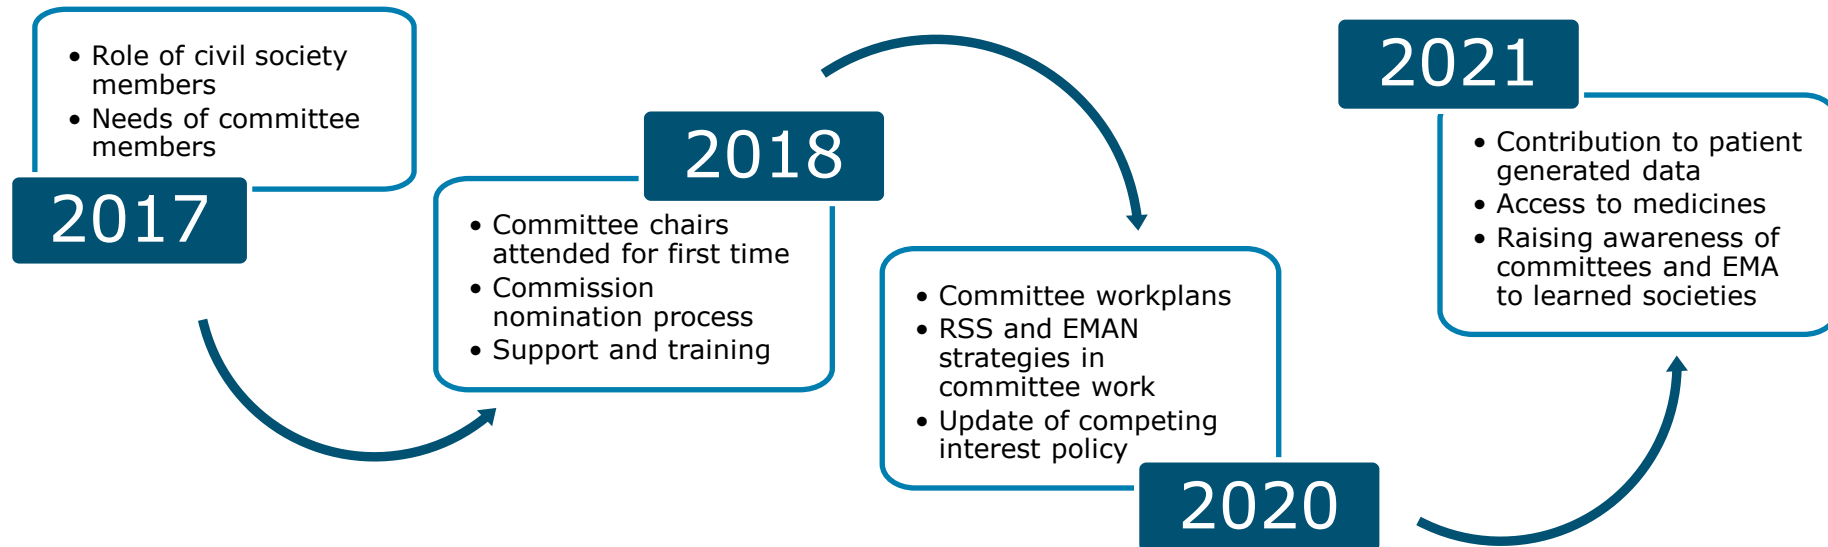 • Role of civil society
members
• Needs of committee
members
2017
2018
• Committee chairs
attended for first time
• Commission
nomination process
• Support and training
• Committee workplans
• RSS and EMAN
strategies in
committee work
• Update of competing
interest policy
2020
2021
• Contribution to patient
generated data
• Access to medicines
• Raising awareness of
committees and EMA
to learned societies